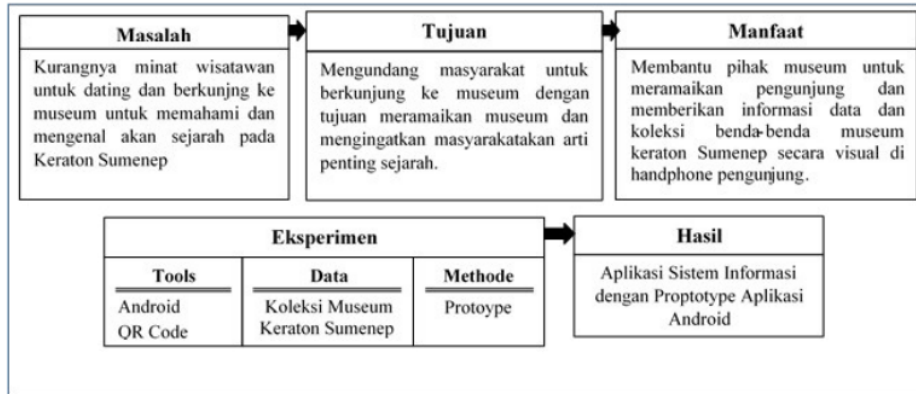 Masalah
Kurangnya minat wisatawan
untuk dating dan berkunjng ke
museum untuk memahami dan
mengenal akan sejarah pada
Keraton Sumenep
Tujuan
Mengundang masyarakat untuk
berkunjung ke museum dengan
tujuan meramaikan museum dan
mengingatkan masyarakatakan arti
penting sejarah.
Manfaat
Membantu pihak museum untuk
meramaikan pengunjung dan
memberikan informasi data dan
koleksi benda-benda museum
keraton Sumenep secara visual di
handphone pengunjung.
Eksperimen
Tools
Android
QR Code
Data
Koleksi Museum
Keraton Sumenep
Methode
Protoype
Hasil
Aplikasi Sistem Informasi
dengan Proptotype Aplikasi
Android